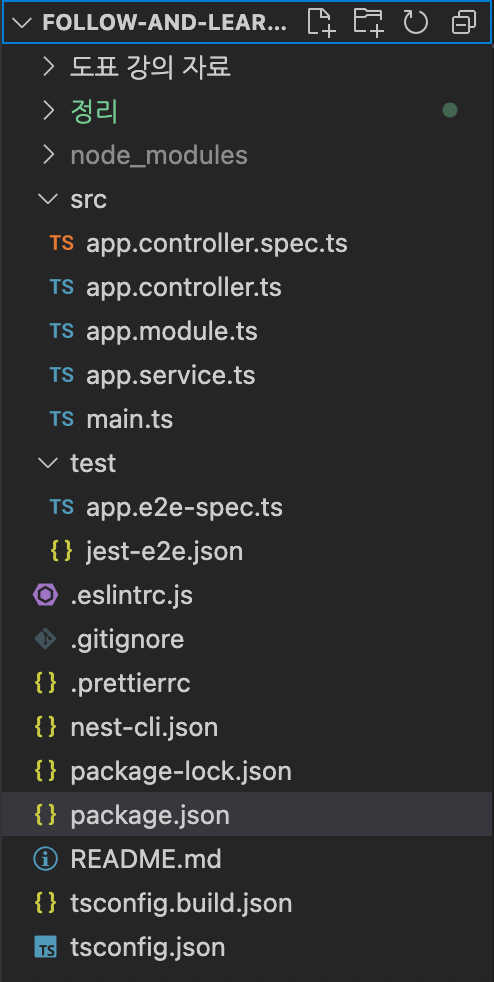 FOLLOW-AND-LEAR...
도표 강의 자료
정리
node_modules
src
TS app.controller.spec.ts
TS app.controller.ts
TS app.module.ts
TS app.service.ts
TS main.ts
test
TS app.e2e-spec.ts
{} jest-e2e.json
.eslintrc.js
.gitignore
{} .prettierrc
{} nest-cli.json
{} package-lock.json
{} package.json
README.md
{} tsconfig.build.json
TS tsconfig.json